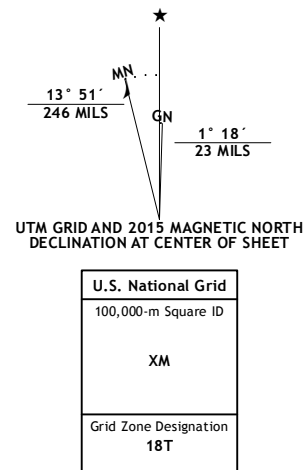 ★
MN
13° 51´
246 MILS
GN
1° 18´
23 MILS
UTM GRID AND 2015 MAGNETIC NORTH
DECLINATION AT CENTER OF SHEET
U.S. National Grid
100,000-m Square ID
XM
Grid Zone Designation
18T